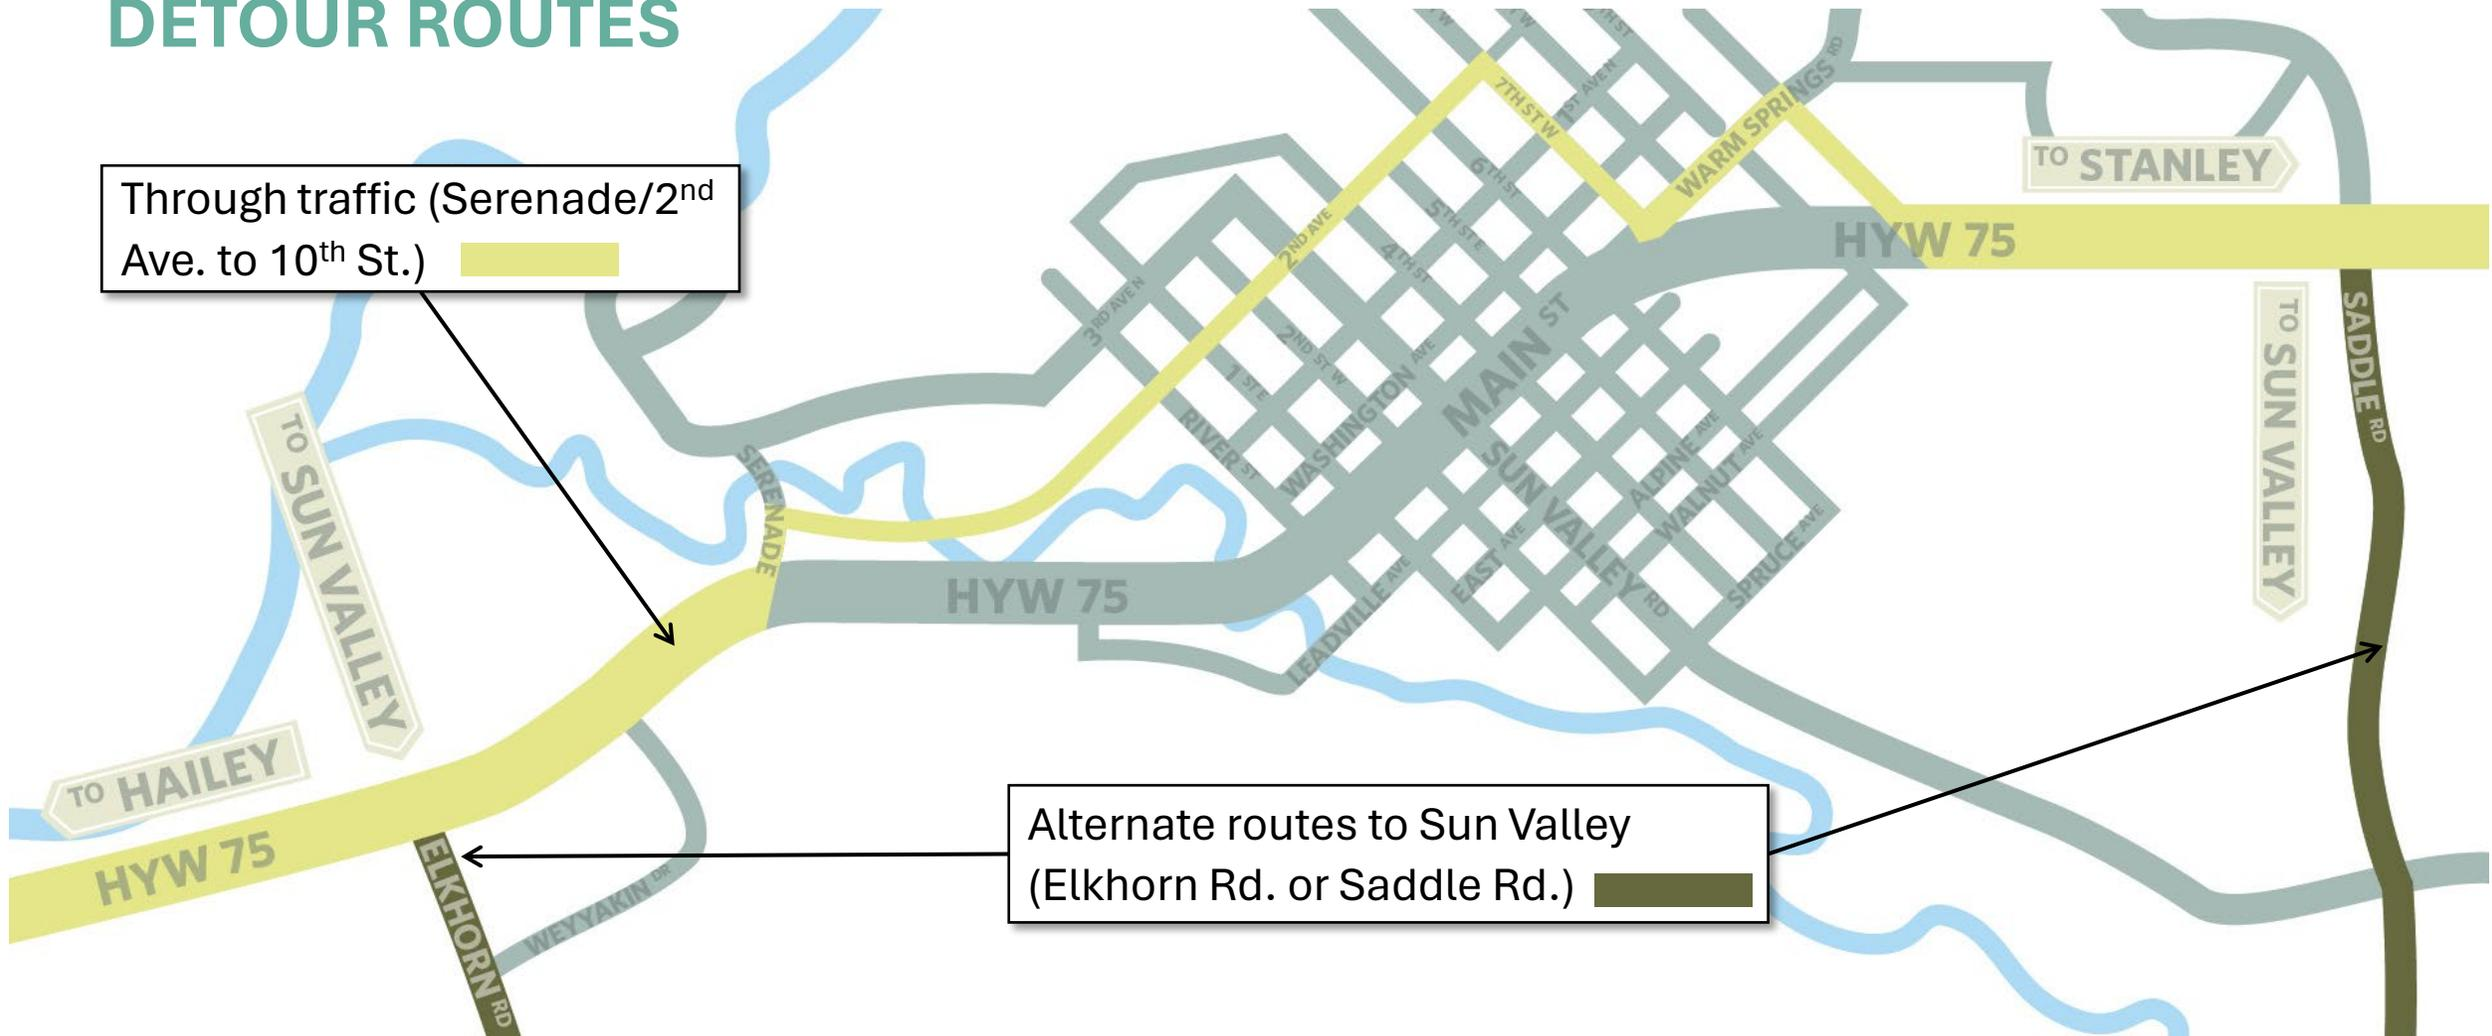 DETOUR ROUTES
7TH ST W
1ST AVE N
WARM SPRINGS RD
TO STANLEY
Through traffic (Serenade/2nd
Ave. to 10th St.)
6TH ST
5TH ST E
4TH ST
2ND AVE
HYW 75
3RD AVE N
2ND ST W
1 ST E
MAIN ST
WASHINGTON AVE
RIVER ST
SADDLE RD
TO SUN VALLEY
TO SUN VALLEY
SERENADE
SUN VALLEY RD
ALPINE AVE
WALNUT AVE
SPRUCE AVE
EAST AVE
LEADVILLE AVE
HYW 75
TO HAILEY
HYW 75
ELKHORN RD
WEYYAKIN DR
Alternate routes to Sun Valley
(Elkhorn Rd. or Saddle Rd.)